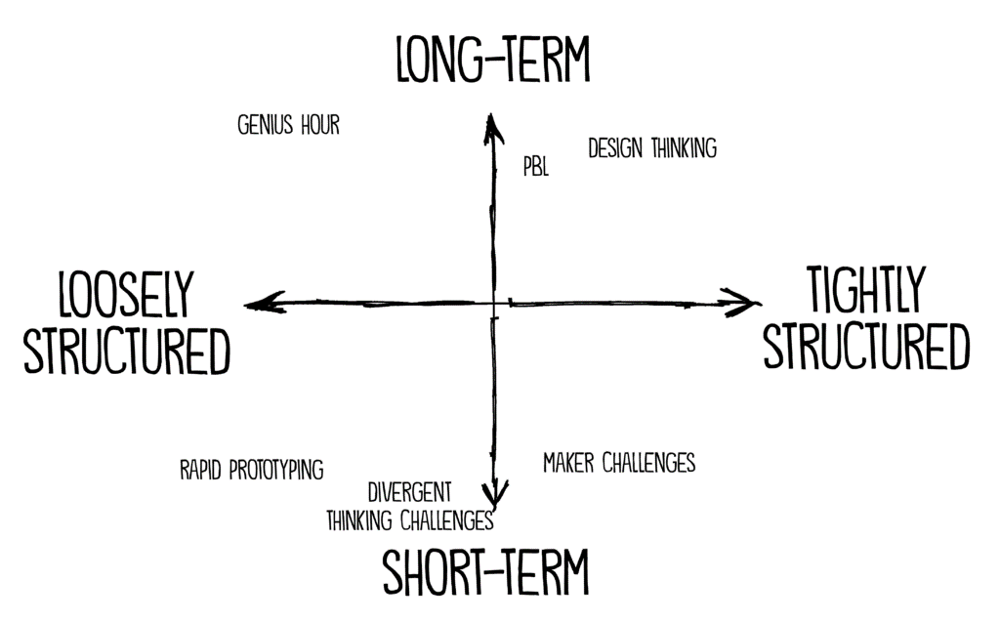 LONG-TERM
GENIUS HOUR
DESIGN THINKING
PBL
LOOSELY
STRUCTURED
TIGHTLY
STRUCTURED
RAPID PROTOTYPING
MAKER CHALLENGES
DIVERGENT
THINKING CHALLENGES
SHORT-TERM